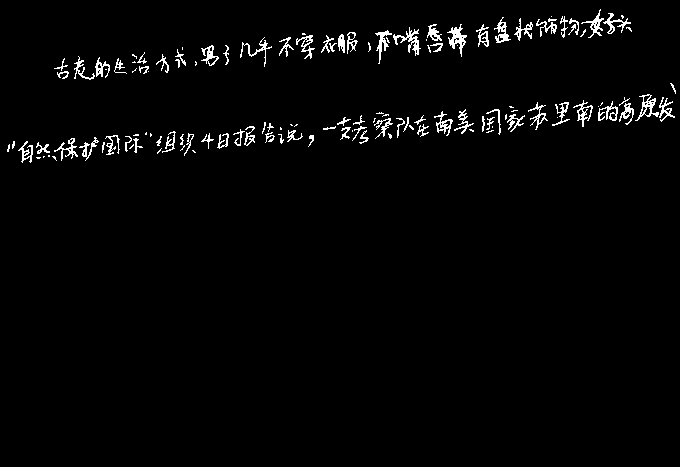 古老的生活方式,男子几乎不穿衣服,嘴唇带有盘状饰物,女子头
"自然保护国际"组织4日报告说,一支考察队在南美国家苏里南的高原发